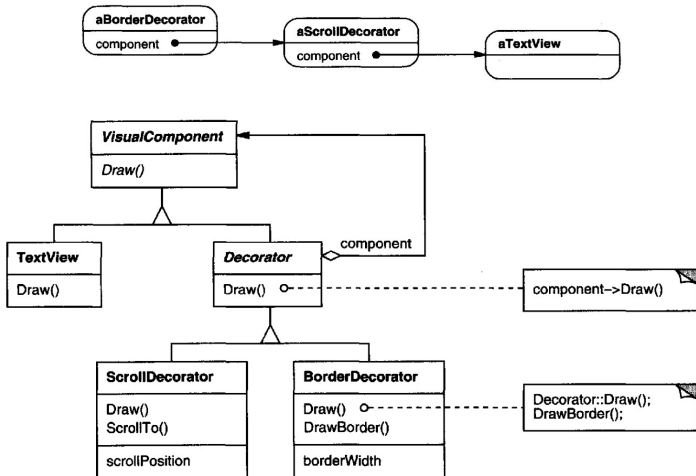 aBorderDecorator
component
aScrollDecorator
component
aTextView
VisualComponent
Draw()
component
TextView
Draw()
Decorator
Draw()
component->Draw()
ScrollDecorator
Draw()
ScrollTo()
scrollPosition
BorderDecorator
Draw()
DrawBorder()
borderWidth
Decorator::Draw();
DrawBorder();